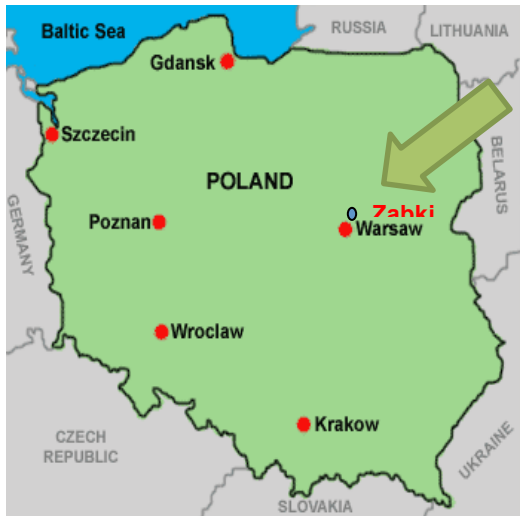 Baltic Sea
RUSSIA
LITHUANIA
Gdansk
Szczecin
BELARUS
POLAND
GERMANY
Poznan
Zabki
Warsaw
Wroclaw
Krakow
CZECH
REPUBLIC
UKRAINE
SLOVAKIA